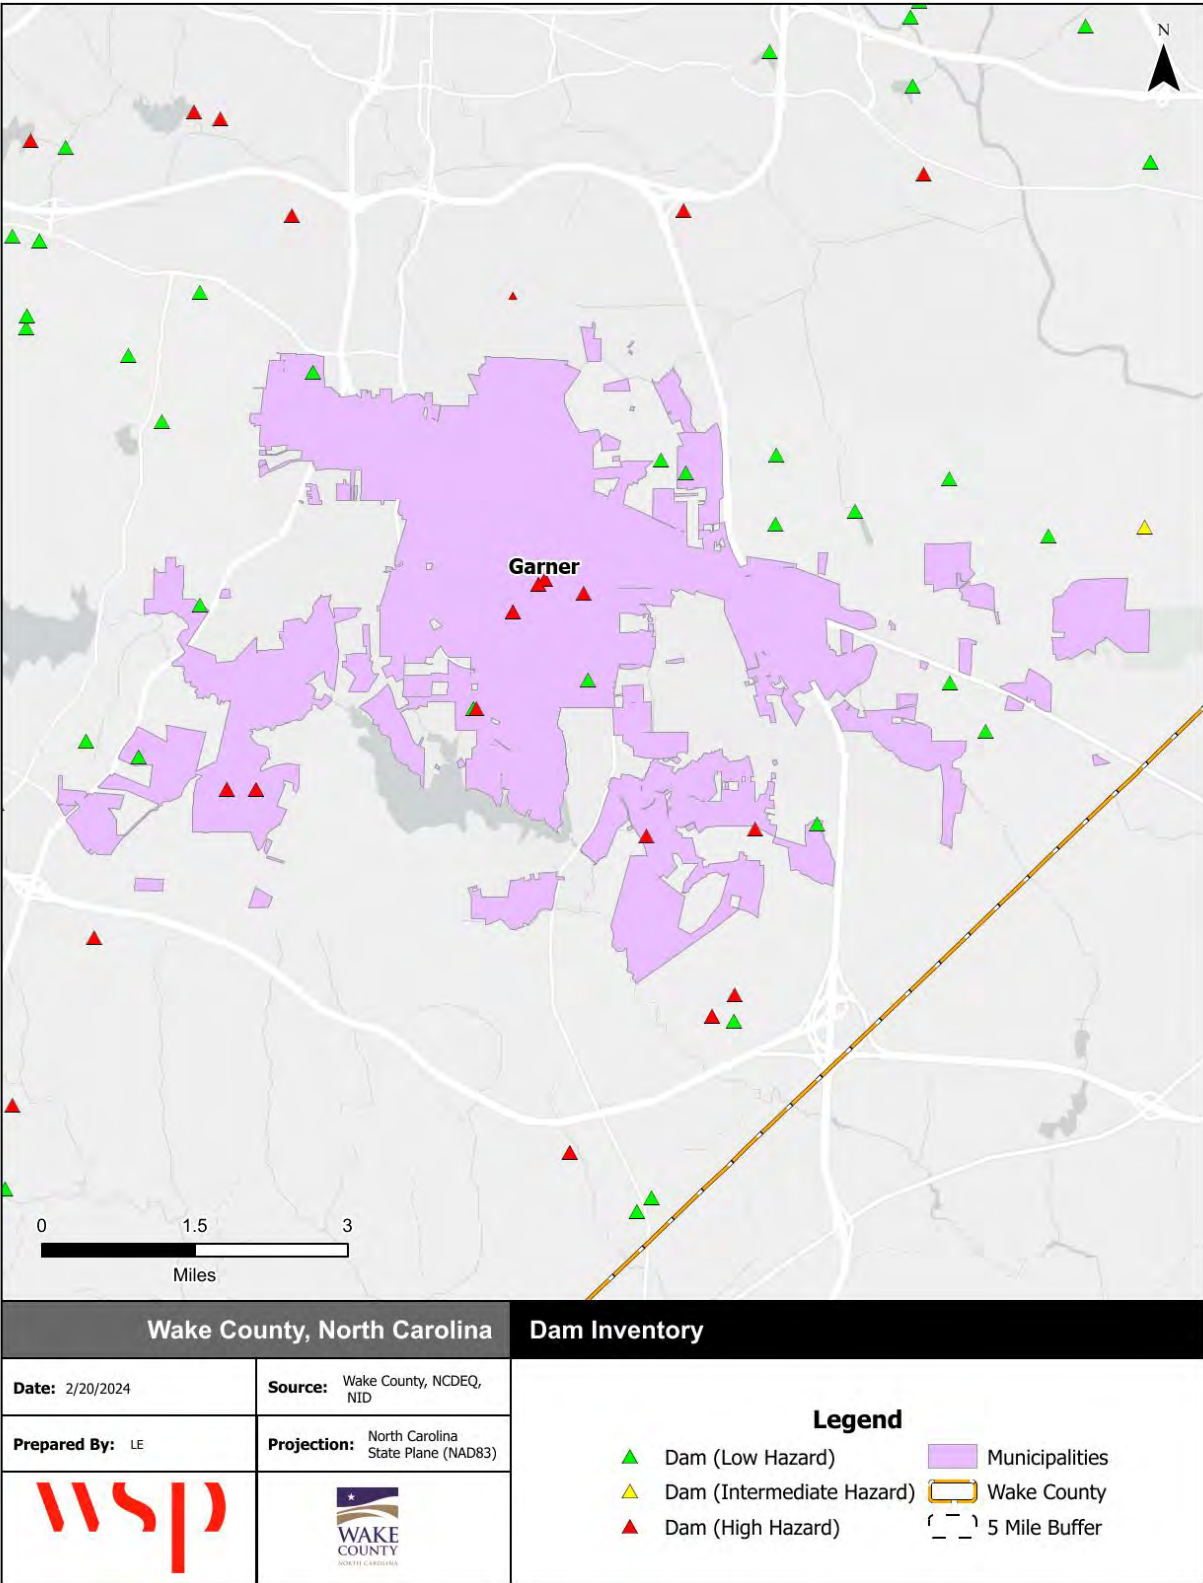 N
Garner
0 1.5 3
Miles
Wake County, North Carolina
Dam Inventory
Date: 2/20/2024
Source: Wake County, NCDEQ,
NID
Prepared By: LE
Projection: North Carolina
State Plane (NAD83)
wsp
WAKE
COUNTY
NORTH CAROLINA
Legend
Dam (Low Hazard)
Municipalities
Dam (Intermediate Hazard)
Wake County
Dam (High Hazard)
5 Mile Buffer